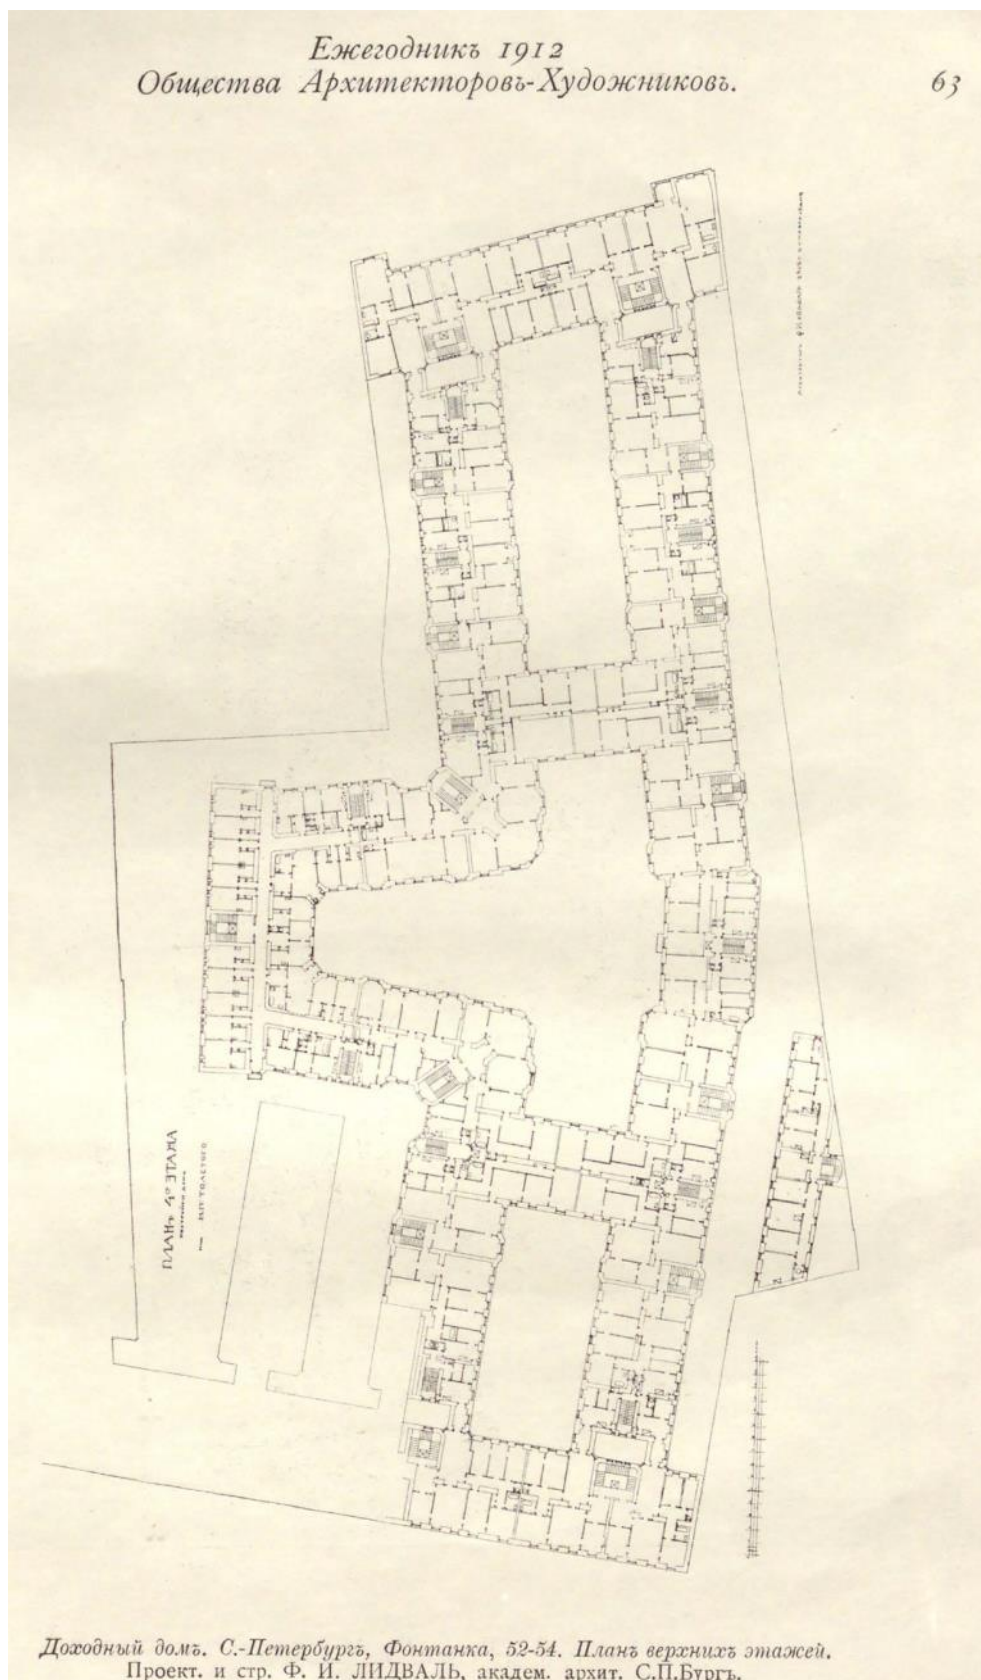 Ежегодникъ 1912
Общества Архитекторовъ-Художниковъ.
63
ПЛАНЪ 4го ЭТАЖА
М.П. ТОЛСТОГО
Доходный домъ. С.-Петербургъ, Фонтанка, 52-54. Планъ верхнихъ этажей.
Проект. и стр. Ф. И. ЛИДВАЛЬ, академ. архит. С.П.Бургъ.